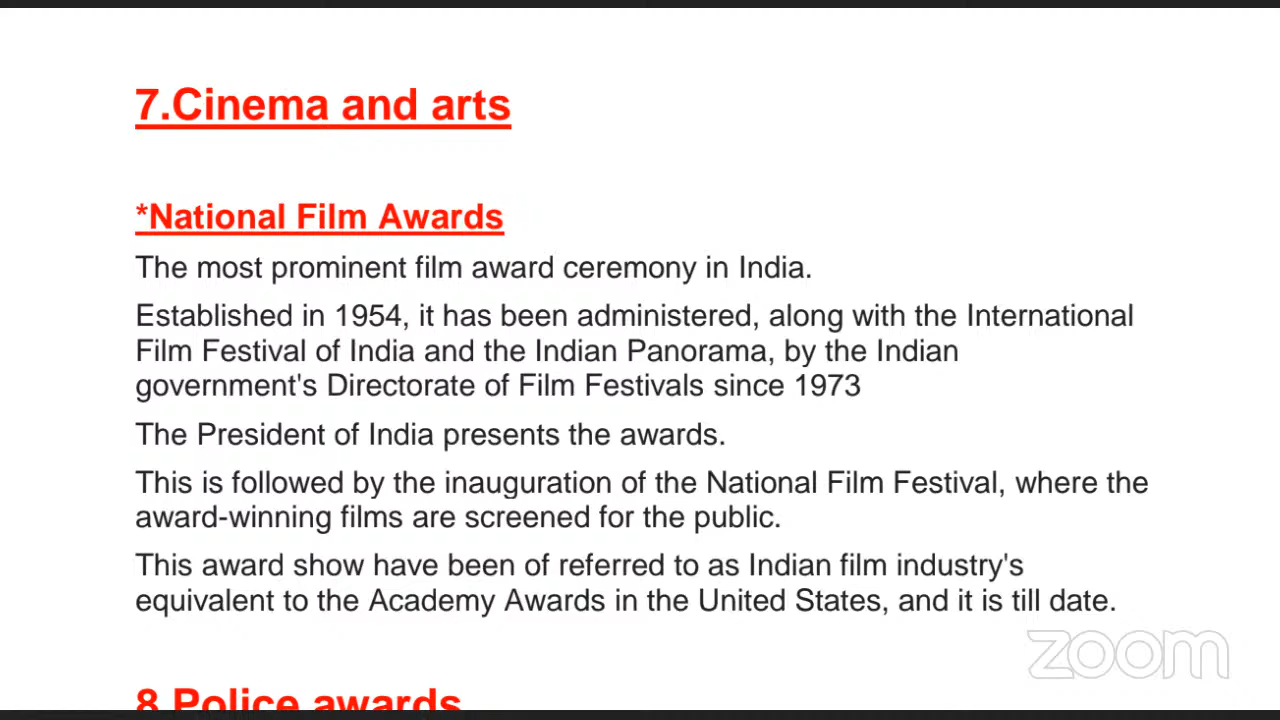 7.Cinema and arts
*National Film Awards
The most prominent film award ceremony in India.
Established in 1954, it has been administered, along with the International
Film Festival of India and the Indian Panorama, by the Indian
government's Directorate of Film Festivals since 1973
The President of India presents the awards.
This is followed by the inauguration of the National Film Festival, where the
award-winning films are screened for the public.
This award show have been of referred to as Indian film industry's
equivalent to the Academy Awards in the United States, and it is till date.
zoom
8.Police awards